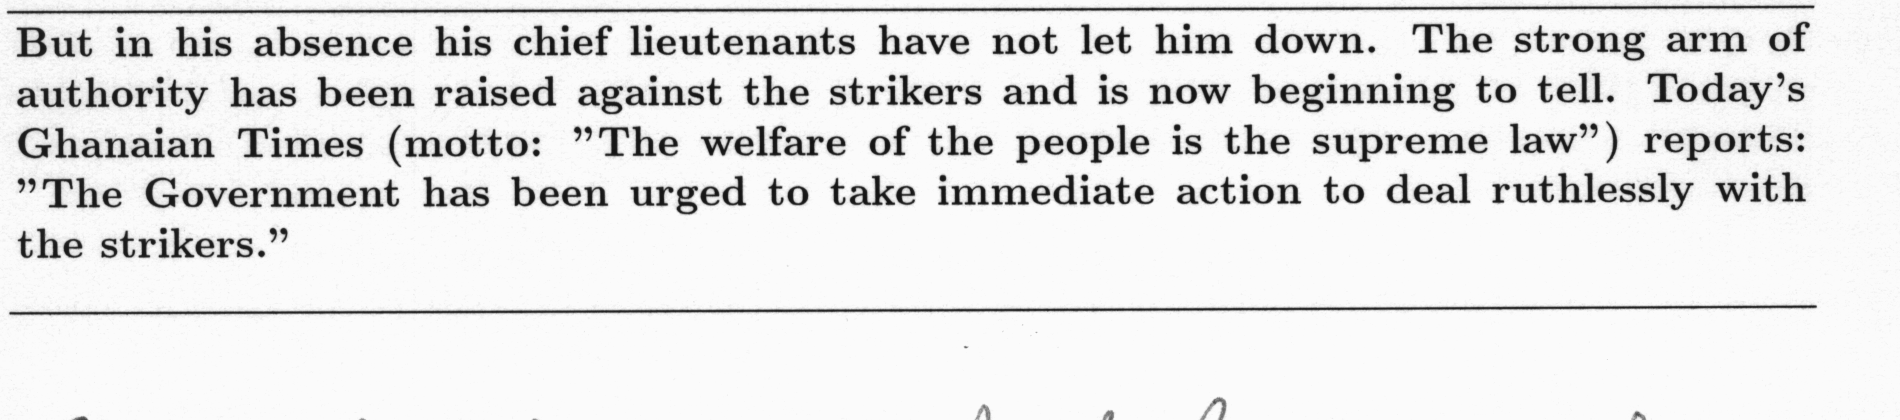 But in his absence his chief lieutenants have not let him down. The strong arm of
authority has been raised against the strikers and is now beginning to tell. Today's
Ghanaian Times (motto: ”The welfare of the people is the supreme law”) reports:
”The Government has been urged to take immediate action to deal ruthlessly with
the strikers.”